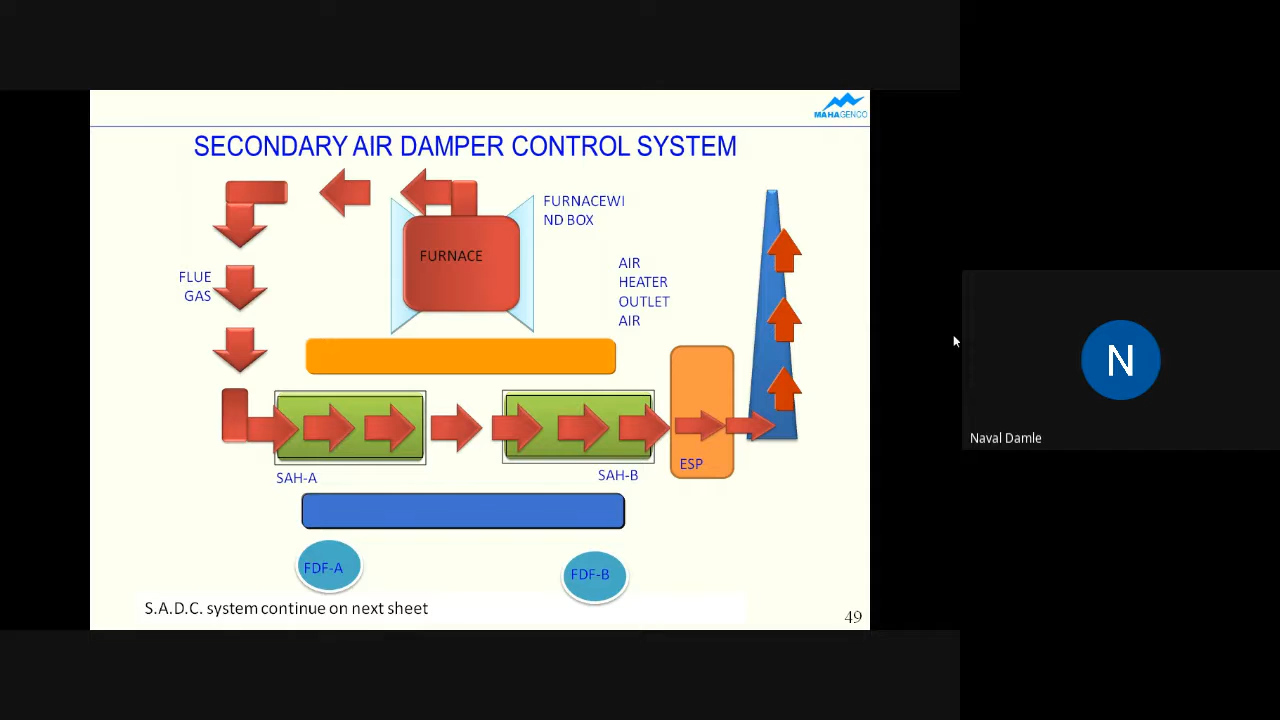 MAHAGENCO
SECONDARY AIR DAMPER CONTROL SYSTEM
FURNACEWI
ND BOX
FURNACE
AIR
HEATER
OUTLET
AIR
FLUE
GAS
SAH-A
SAH-B
ESP
FDF-A
FDF-B
S.A.D.C. system continue on next sheet
49
N
Naval Damle